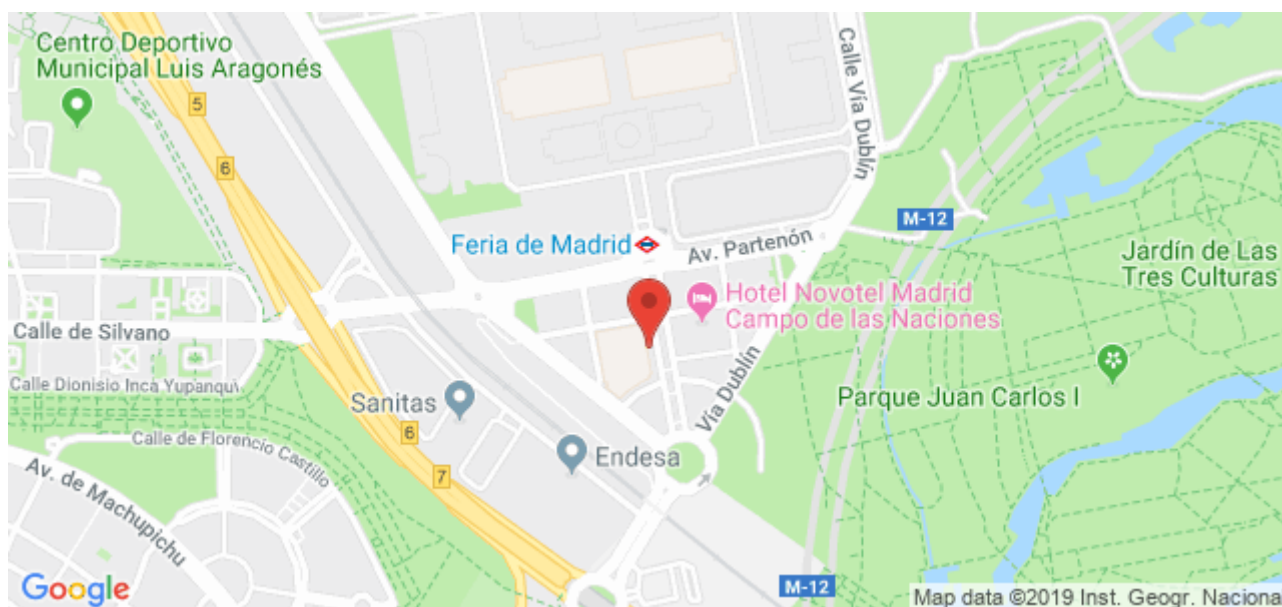 Centro Deportivo
Municipal Luis Aragonés
5
6
Calle Vía Dublín
M-12
Feria de Madrid
Av. Partenón
Jardín de Las
Tres Culturas
Hotel Novotel Madrid
Campo de las Naciones
Calle de Silvano
Calle Dionisio Inca Yupanqui
Sanitas
Vía Dublín
Parque Juan Carlos I
6
Calle de Florencio Castillo
Endesa
7
Av. de Machupichu
Google
M-12
Map data ©2019 Inst. Geogr. Naciona